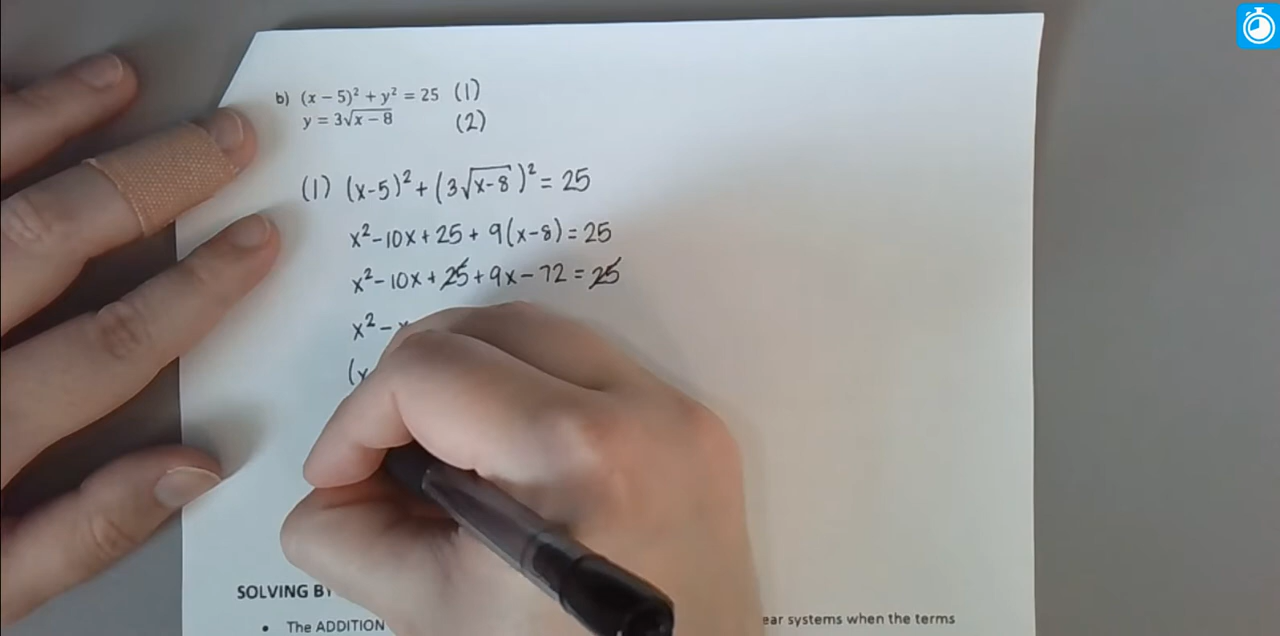 b) (x – 5)² + y² = 25 (1)
y = 3√x – 8 (2)
(1) (x-5)² + (3√x-8)² = 25
x² - 10x + 25 + 9(x-8) = 25
x² - 10x + 25 + 9x - 72 = 25
x² - x
(x
SOLVING BY
• The ADDITION ear systems when the terms